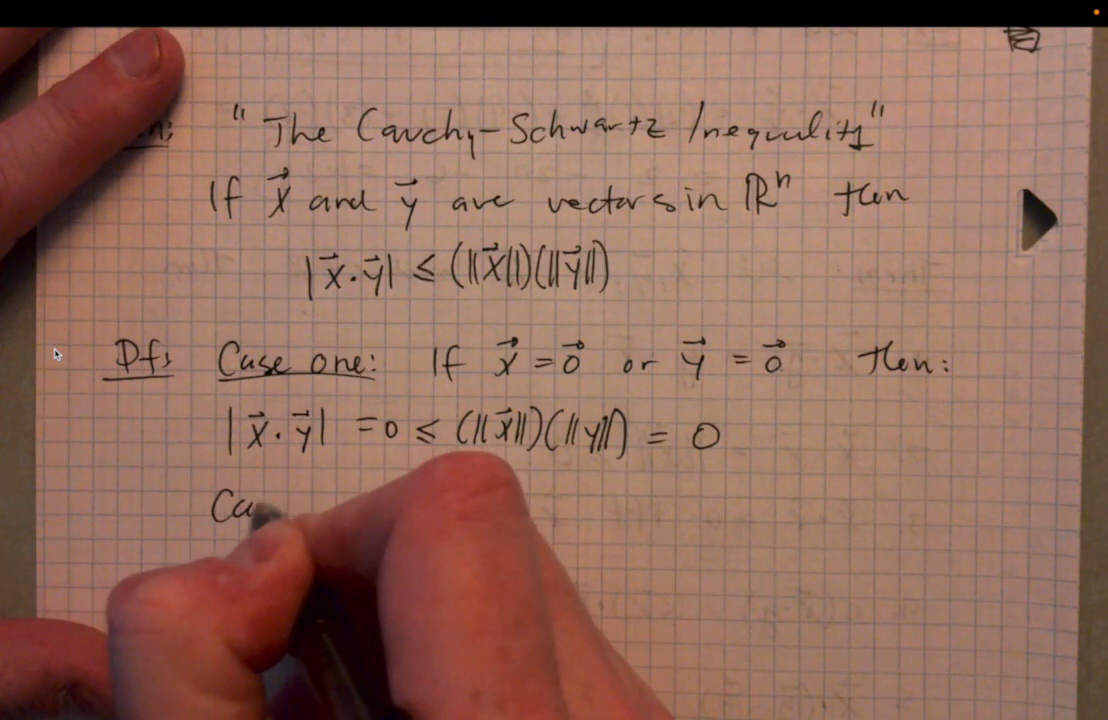 "The Cauchy-Schwartz Inequality"
If x⃗ and y⃗ are vectors in ℝⁿ then
|x⃗·y⃗| ≤ (||x⃗||)(||y⃗||)
Pf: Case one: If x⃗ = 0⃗ or y⃗ = 0⃗ then:
|x⃗·y⃗| = 0 ≤ (||x⃗||)(||y||) = 0
Ca